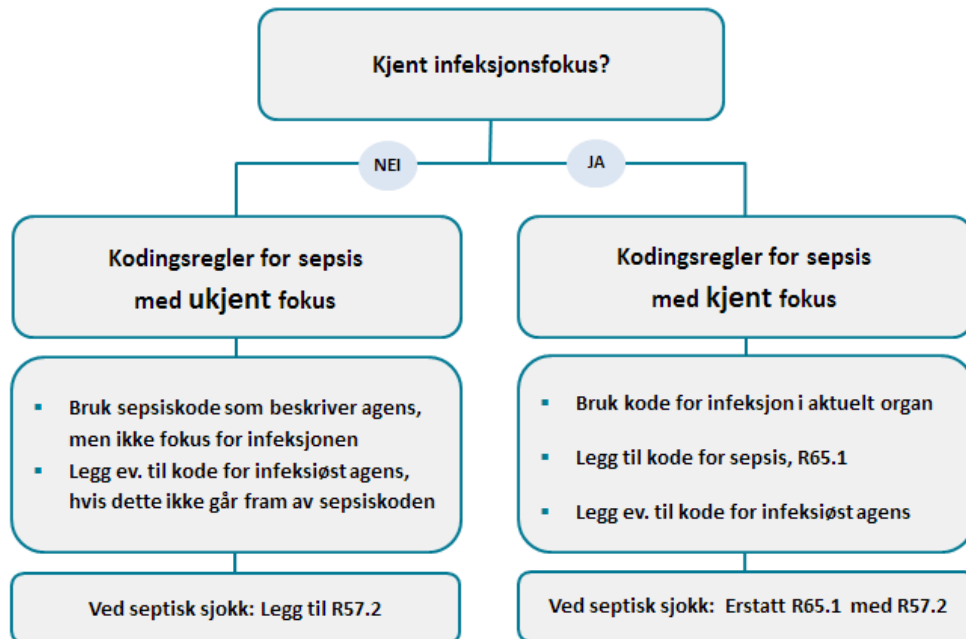 Kjent infeksjonsfokus?
NEI
JA
Kodingsregler for sepsis
med ukjent fokus
Kodingsregler for sepsis
med kjent fokus
▪ Bruk sepsiskode som beskriver agens,
men ikke fokus for infeksjonen
▪ Legg ev. til kode for infeksiøst agens,
hvis dette ikke går fram av sepsiskoden
▪ Bruk kode for infeksjon i aktuelt organ
▪ Legg til kode for sepsis, R65.1
▪ Legg ev. til kode for infeksiøst agens
Ved septisk sjokk: Legg til R57.2
Ved septisk sjokk: Erstatt R65.1 med R57.2